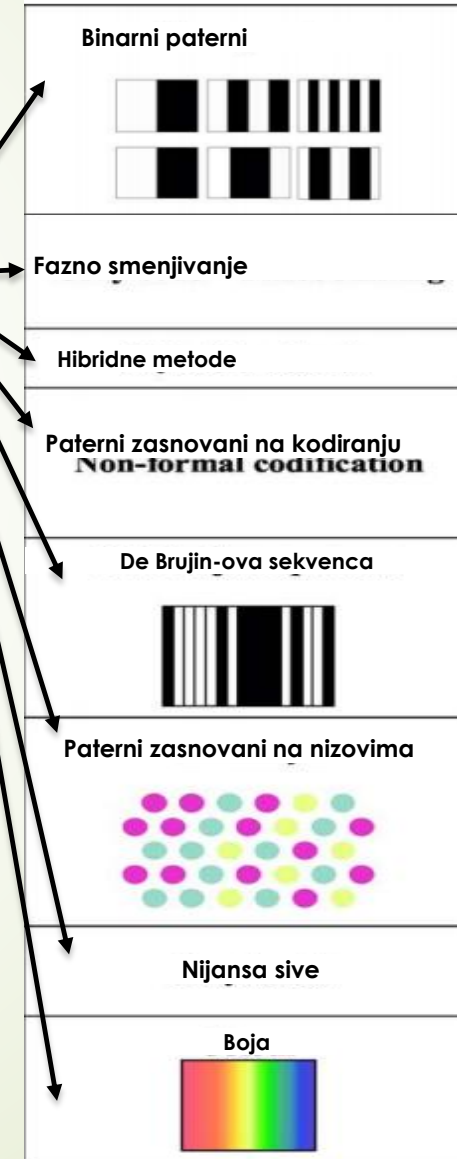 Binarni paterni
Fazno smenjivanje
Hibridne metode
Paterni zasnovani na kodiranju
Non-formal codification
De Brujin-ova sekvenca
Paterni zasnovani na nizovima
Nijansa sive
Boja